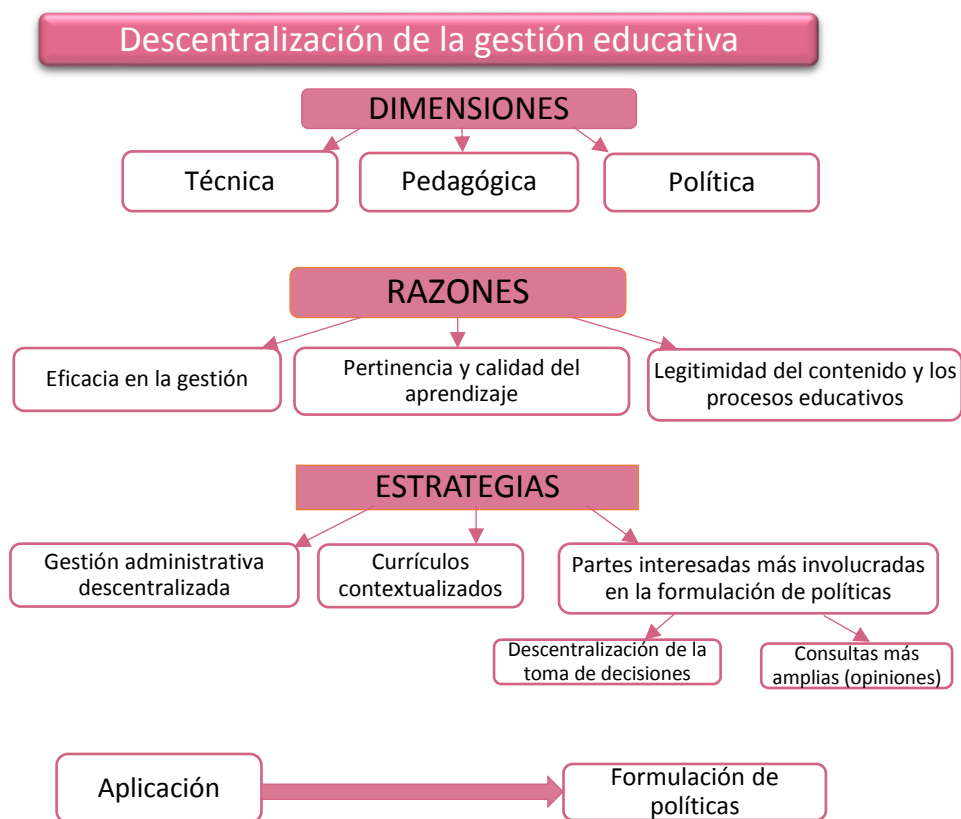 Descentralización de la gestión educativa
DIMENSIONES
Técnica
Pedagógica
Política
RAZONES
Eficacia en la gestión
Pertinencia y calidad del
aprendizaje
Legitimidad del contenido y los
procesos educativos
ESTRATEGIAS
Gestión administrativa
descentralizada
Currículos
contextualizados
Partes interesadas más involucradas
en la formulación de políticas
Descentralización de la
toma de decisiones
Consultas más
amplias (opiniones)
Aplicación
Formulación de
políticas